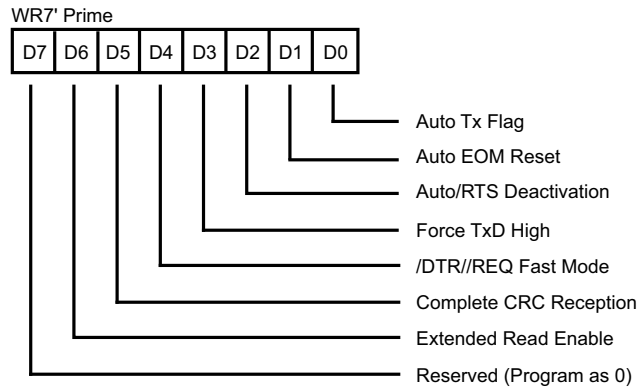 WR7' Prime
D7 D6 D5 D4 D3 D2 D1 D0
Auto Tx Flag
Auto EOM Reset
Auto/RTS Deactivation
Force TxD High
/DTR//REQ Fast Mode
Complete CRC Reception
Extended Read Enable
Reserved (Program as 0)